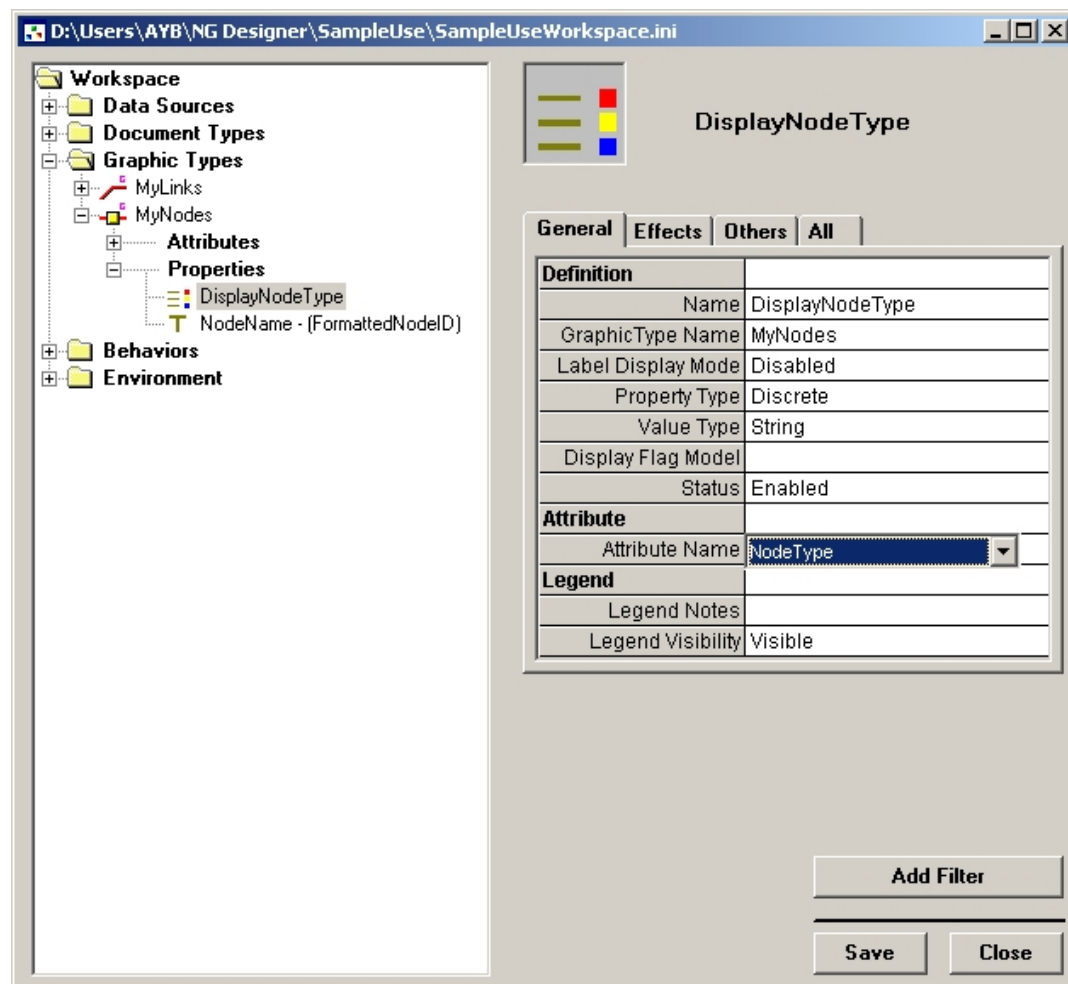 D:\Users\AYB\NG Designer\SampleUse\SampleUseWorkspace.ini
Workspace
Data Sources
Document Types
Graphic Types
MyLinks
MyNodes
Attributes
Properties
DisplayNodeType
NodeName - (FormattedNodeID)
Behaviors
Environment
DisplayNodeType
General Effects Others All
Definition
Name DisplayNodeType
GraphicType Name MyNodes
Label Display Mode Disabled
Property Type Discrete
Value Type String
Display Flag Model
Status Enabled
Attribute
Attribute Name NodeType
Legend
Legend Notes
Legend Visibility Visible
Add Filter
Save Close